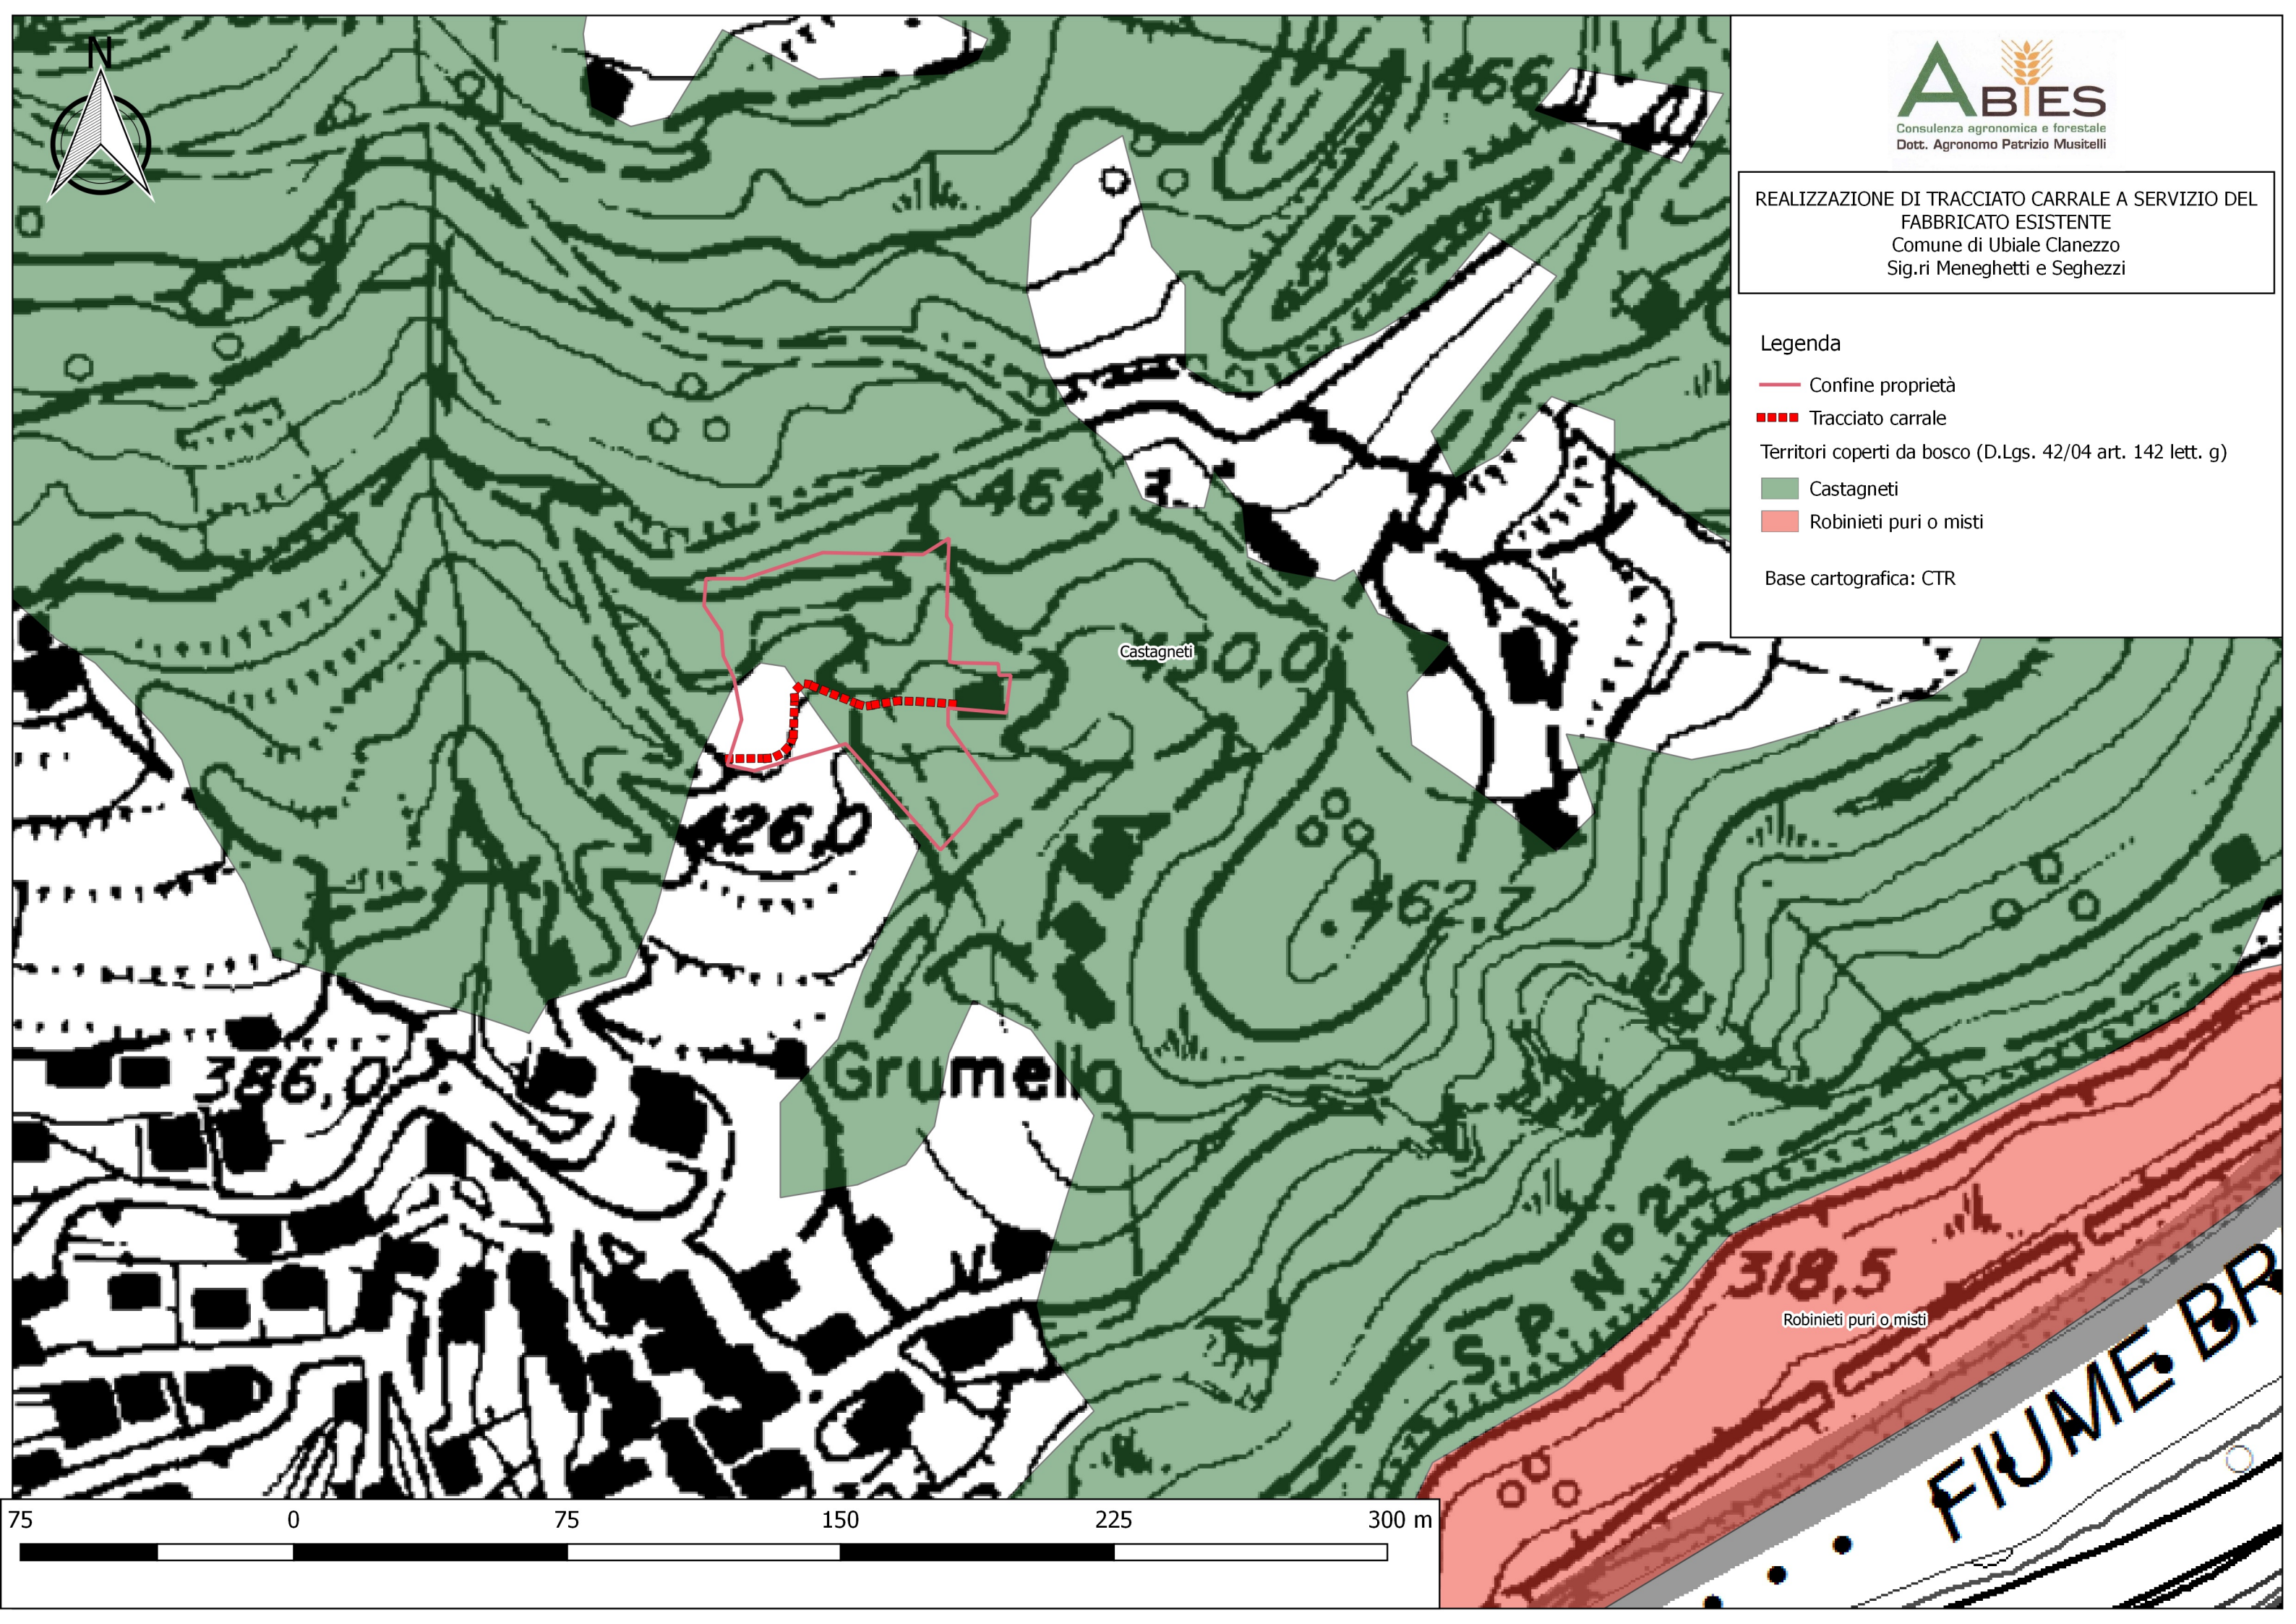 N
466
ABIES
Consulenza agronomica e forestale
Dott. Agronomo Patrizio Musitelli
REALIZZAZIONE DI TRACCIATO CARRALE A SERVIZIO DEL
FABBRICATO ESISTENTE
Comune di Ubiale Clanezzo
Sig.ri Meneghetti e Seghezzi
Legenda
Confine proprietà
Tracciato carrale
Territori coperti da bosco (D.Lgs. 42/04 art. 142 lett. g)
Castagneti
Robinieti puri o misti
Base cartografica: CTR
464
Castagneti
450,0
426,0
462,7
Grumello
386,0
S.P. No 23
318,5
Robinieti puri o misti
FIUME BR
75 0 75 150 225 300 m